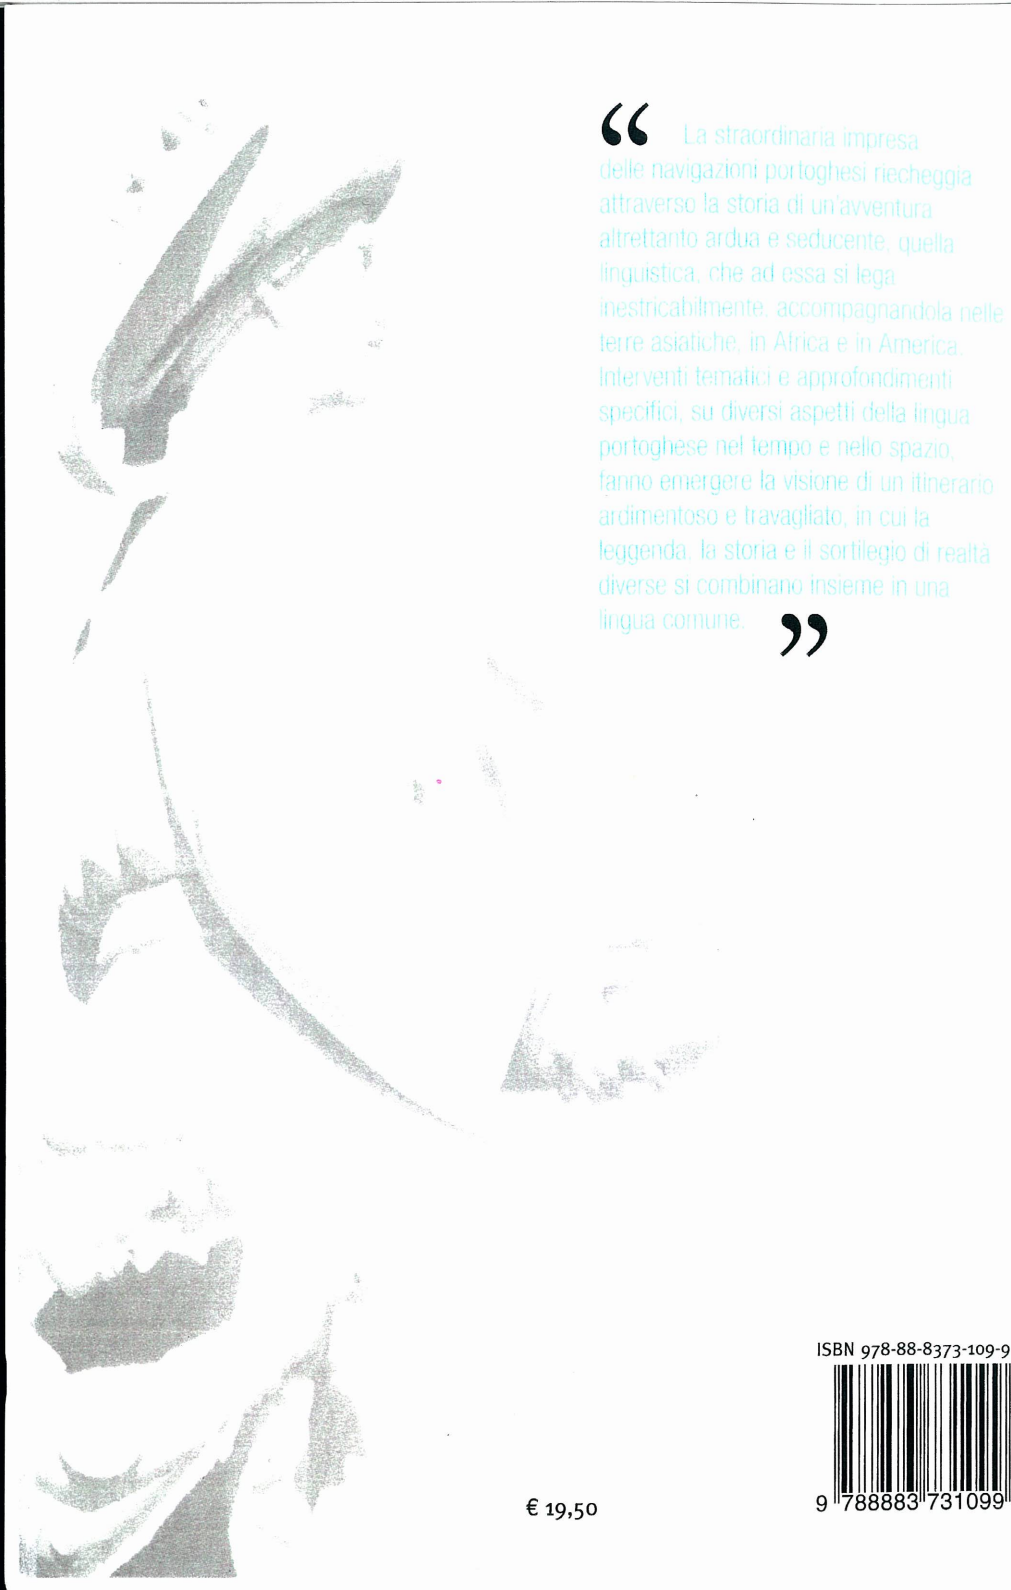 “ La straordinaria impresa
delle navigazioni portoghesi riecheggia
attraverso la storia di un'avventura
altrettanto ardua e seducente, quella
linguistica, che ad essa si lega
inestricabilmente, accompagnandola nelle
terre asiatiche, in Africa e in America.
Interventi tematici e approfondimenti
specifici, su diversi aspetti della lingua
portoghese nel tempo e nello spazio,
fanno emergere la visione di un itinerario
ardimentoso e travagliato, in cui la
leggenda, la storia e il sortilegio di realtà
diverse si combinano insieme in una
lingua comune. ”
ISBN 978-88-8373-109-9
9 788883 731099
€ 19,50